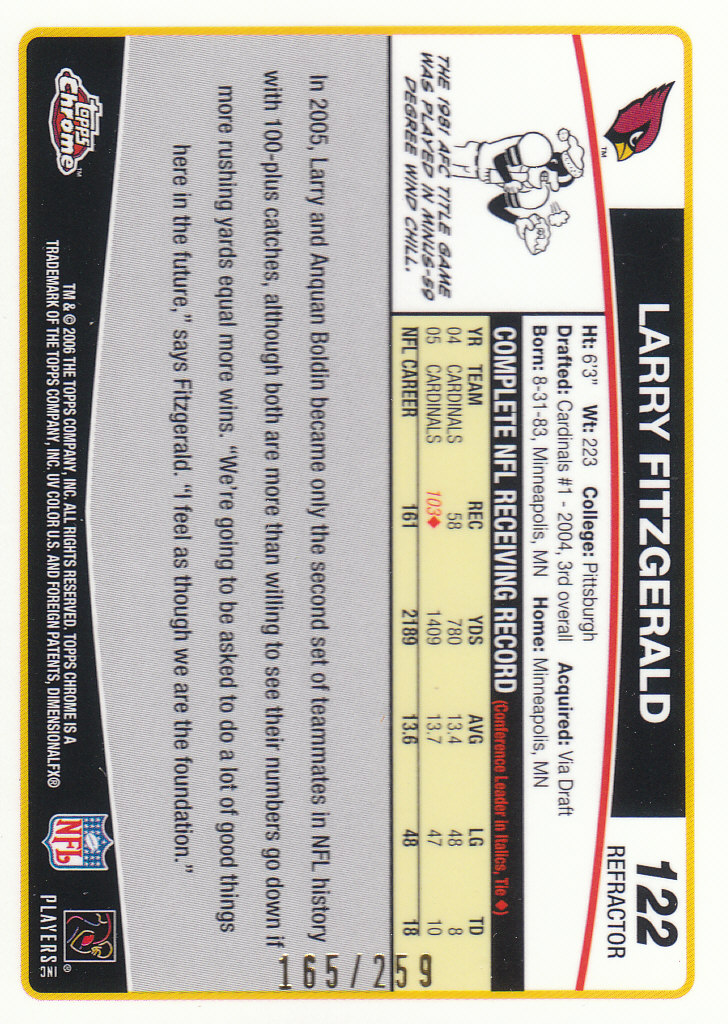 LARRY FITZGERALD
122
REFRACTOR
TM
Ht: 6'3" Wt: 223 College: Pittsburgh
Drafted: Cardinals #1 - 2004, 3rd overall Acquired: Via Draft
Born: 8-31-83, Minneapolis, MN Home: Minneapolis, MN
THE 1981 AFC TITLE GAME
WAS PLAYED IN MINUS-59
DEGREE WIND CHILL.
COMPLETE NFL RECEIVING RECORD (Conference Leader in Italics, Tie ♦)
YR TEAM REC YDS AVG LG TD
04 CARDINALS 58 780 13.4 48 8
05 CARDINALS 103♦ 1409 13.7 47 10
NFL CAREER 161 2189 13.6 48 18
In 2005, Larry and Anquan Boldin became only the second set of teammates in NFL history
with 100-plus catches, although both are more than willing to see their numbers go down if
more rushing yards equal more wins. "We're going to be asked to do a lot of good things
here in the future," says Fitzgerald. "I feel as though we are the foundation."
165/259
Topps Chrome TM
TM & © 2006 THE TOPPS COMPANY, INC. ALL RIGHTS RESERVED. TOPPS CHROME IS A
TRADEMARK OF THE TOPPS COMPANY, INC. UV COLOR U.S. AND FOREIGN PATENTS, DIMENSIONALFX®
NFL
PLAYERS INC ®